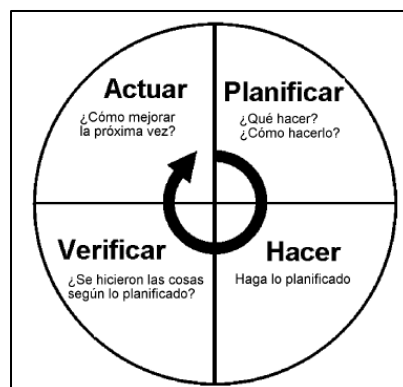 Actuar
¿Cómo mejorar
la próxima vez?
Planificar
¿Qué hacer?
¿Cómo hacerlo?
Verificar
¿Se hicieron las cosas
según lo planificado?
Hacer
Haga lo planificado